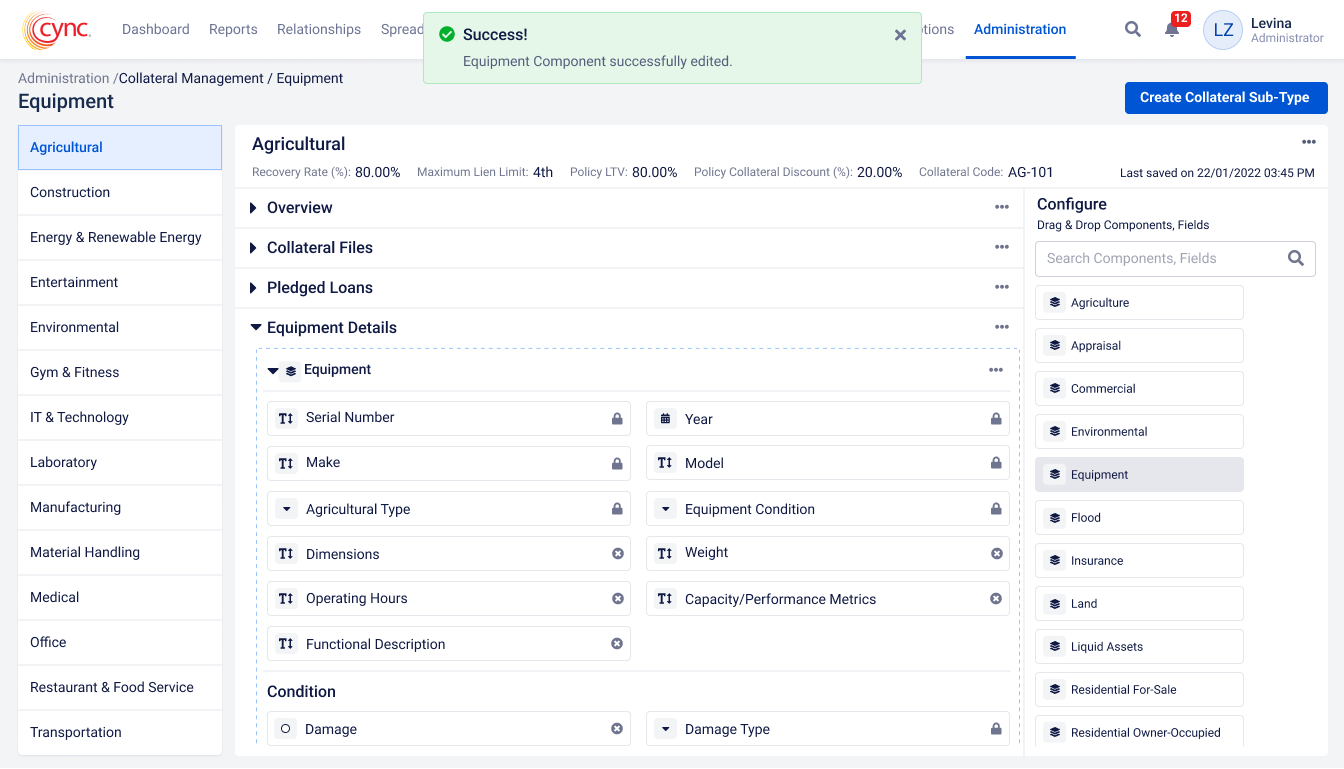 cync
Dashboard
Reports
Relationships
Spread
Success!
Equipment Component successfully edited.
tions
Administration
12
LZ
Levina
Administrator
Administration /Collateral Management / Equipment
Equipment
Create Collateral Sub-Type
Agricultural
Construction
Energy & Renewable Energy
Entertainment
Environmental
Gym & Fitness
IT & Technology
Laboratory
Manufacturing
Material Handling
Medical
Office
Restaurant & Food Service
Transportation
Agricultural
Recovery Rate (%): 80.00% Maximum Lien Limit: 4th Policy LTV: 80.00% Policy Collateral Discount (%): 20.00% Collateral Code: AG-101
Last saved on 22/01/2022 03:45 PM
Overview
Collateral Files
Pledged Loans
Equipment Details
Equipment
Serial Number
Year
Make
Model
Agricultural Type
Equipment Condition
Dimensions
Weight
Operating Hours
Capacity/Performance Metrics
Functional Description
Condition
Damage
Damage Type
Configure
Drag & Drop Components, Fields
Search Components, Fields
Agriculture
Appraisal
Commercial
Environmental
Equipment
Flood
Insurance
Land
Liquid Assets
Residential For-Sale
Residential Owner-Occupied